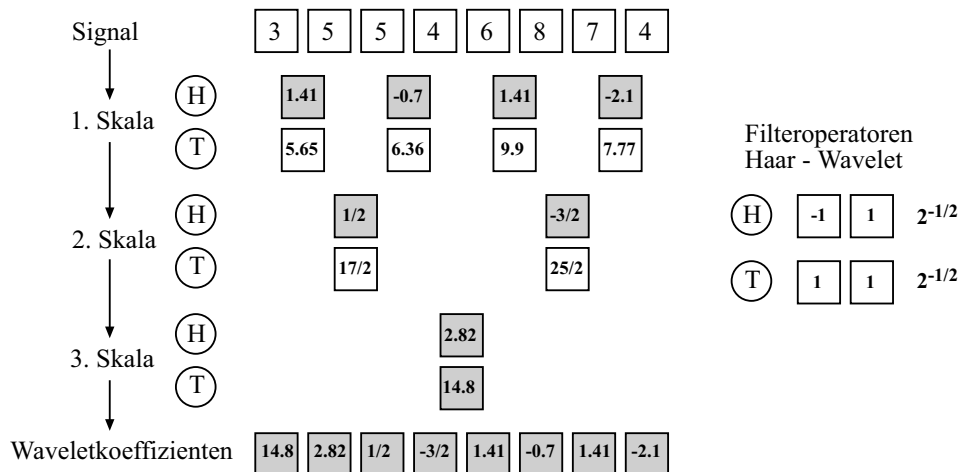 Signal 3 5 5 4 6 8 7 4
H 1.41 -0.7 1.41 -2.1
1. Skala
T 5.65 6.36 9.9 7.77
Filteroperatoren
Haar - Wavelet
H 1/2 -3/2
H -1 1 2-1/2
2. Skala
T 17/2 25/2
T 1 1 2-1/2
H 2.82
3. Skala
T 14.8
Waveletkoeffizienten 14.8 2.82 1/2 -3/2 1.41 -0.7 1.41 -2.1